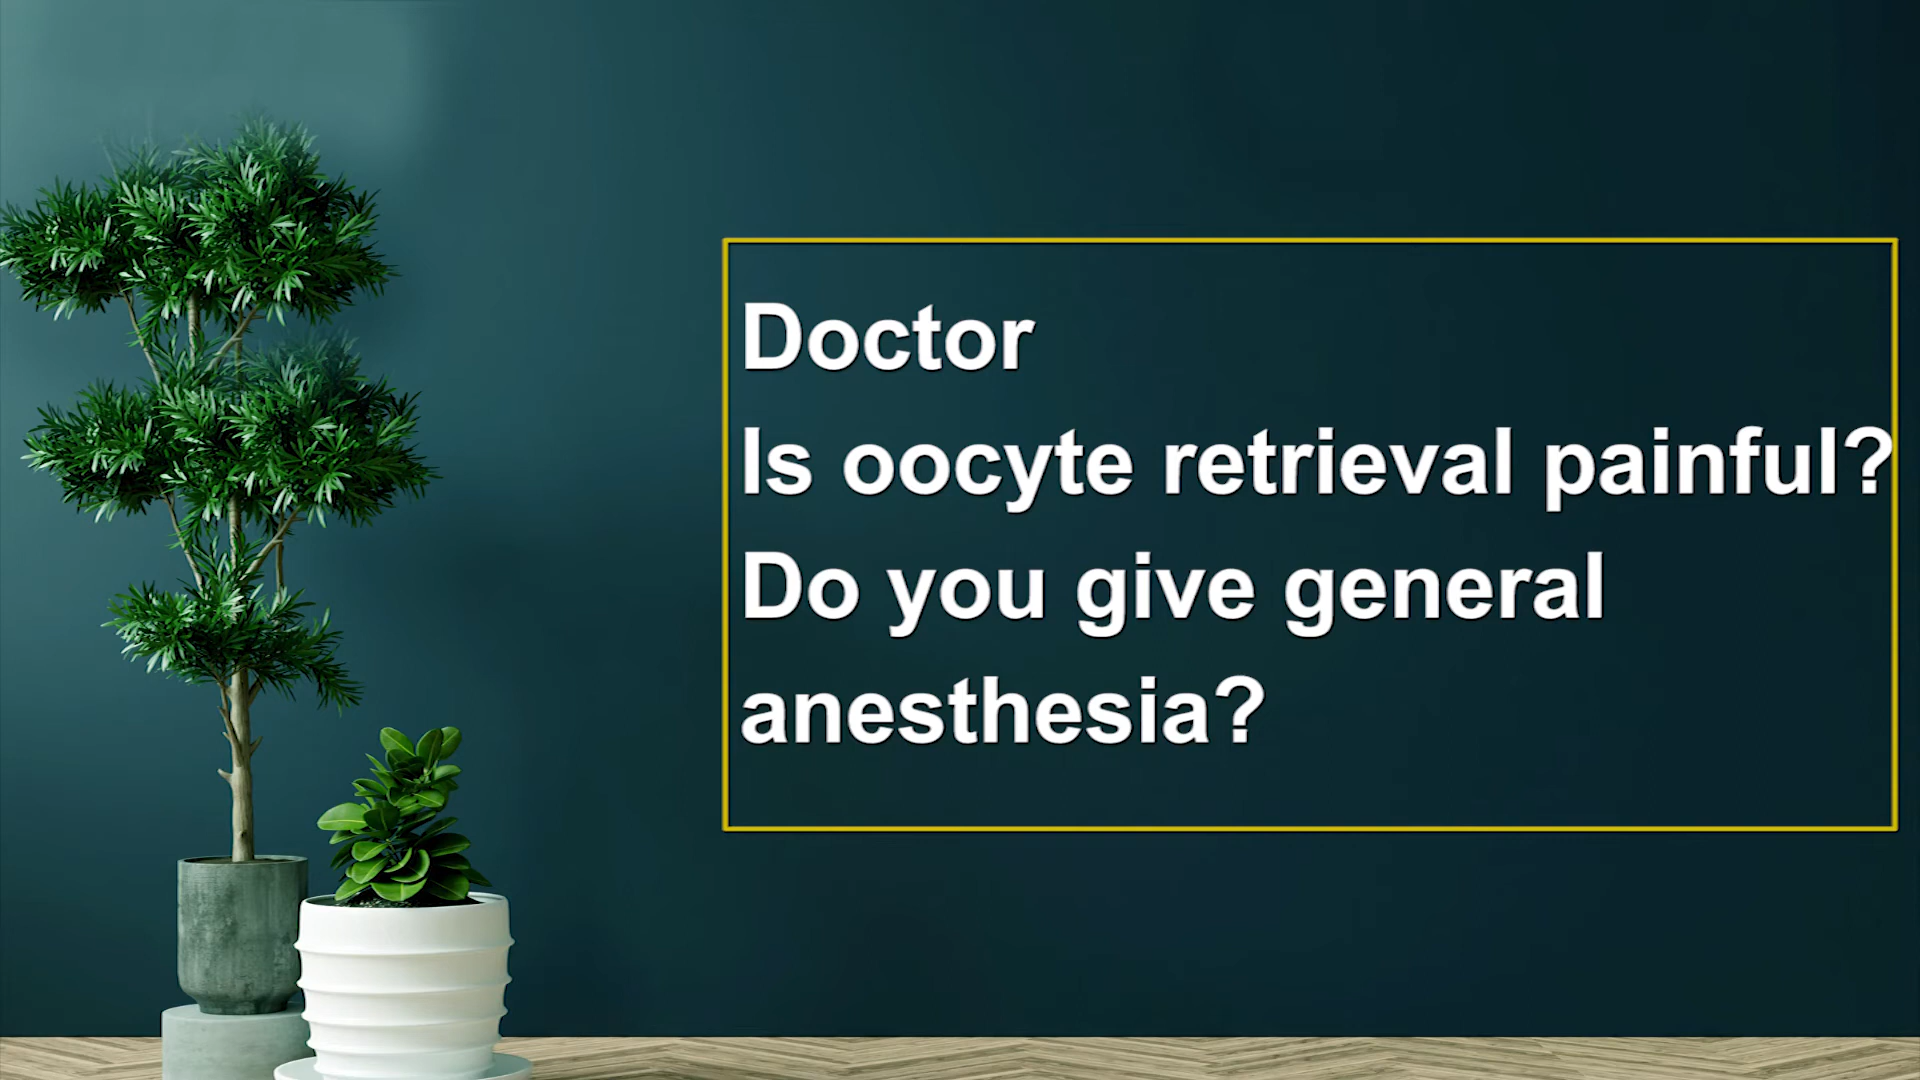 Doctor
Is oocyte retrieval painful?
Do you give general
anesthesia?